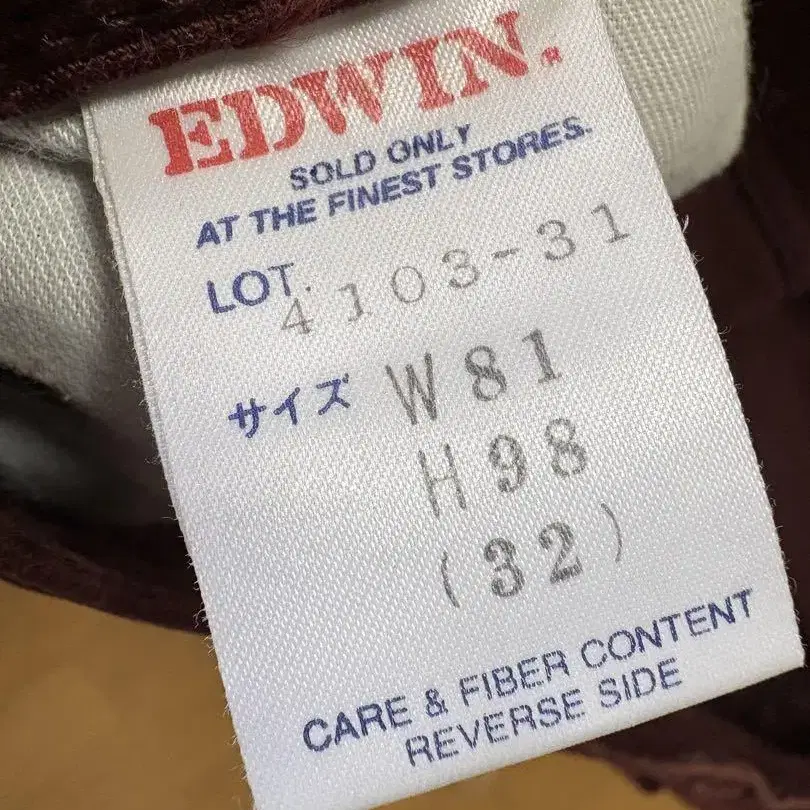 EDWIN.
SOLD ONLY
AT THE FINEST STORES.
LOT. 4103-31
サイズ W81
H98
(32)
CARE & FIBER CONTENT
REVERSE SIDE